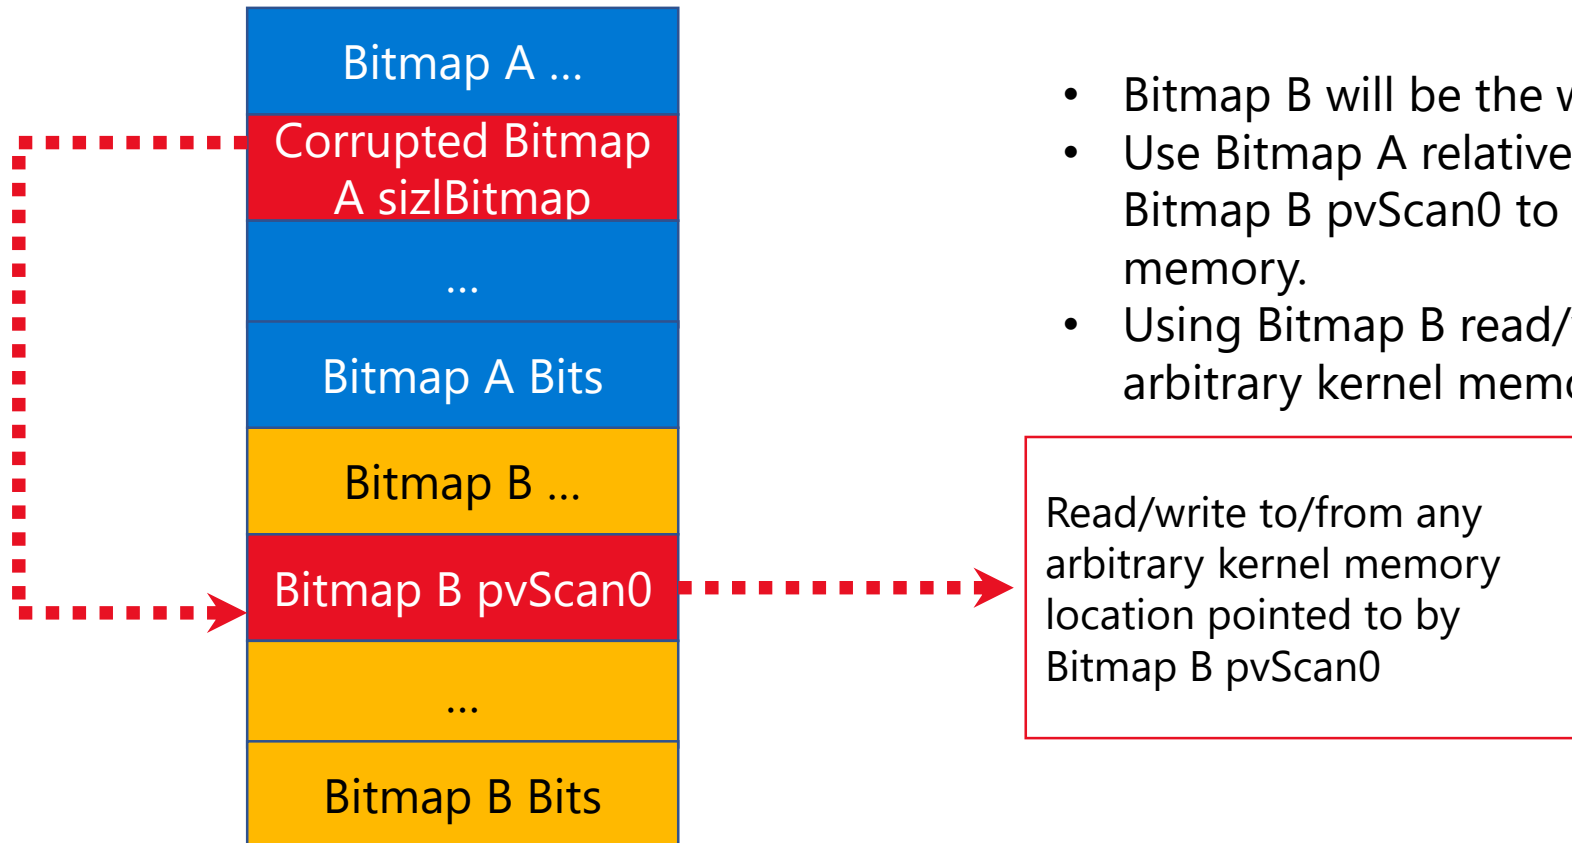 Bitmap A ...
Corrupted Bitmap
A sizlBitmap
...
Bitmap A Bits
Bitmap B ...
Bitmap B pvScan0
...
Bitmap B Bits
• Bitmap B will be the
• Use Bitmap A relative
Bitmap B pvScan0 to
memory.
• Using Bitmap B read/
arbitrary kernel
Read/write to/from any
arbitrary kernel memory
location pointed to by
Bitmap B pvScan0